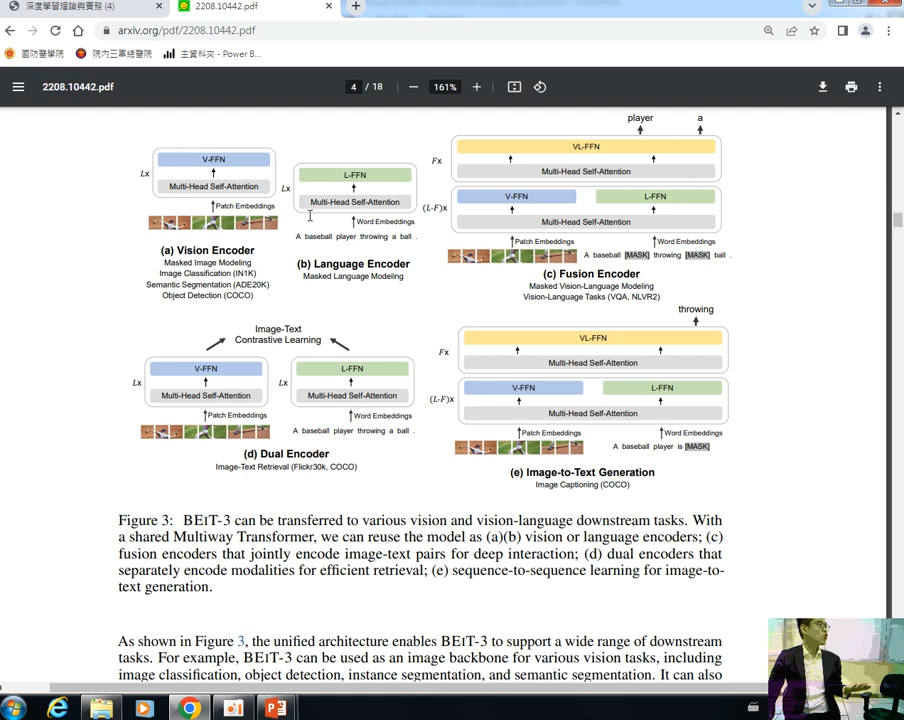 深度學習理論與實務 (4)
2208.10442.pdf
arxiv.org/pdf/2208.10442.pdf
國防醫學院
院內三軍總醫院
主資料夾 - Power B...
2208.10442.pdf
4 / 18
161%
V-FFN
Lx
Multi-Head Self-Attention
Patch Embeddings
(a) Vision Encoder
Masked Image Modeling
Image Classification (IN1K)
Semantic Segmentation (ADE20K)
Object Detection (COCO)
L-FFN
Lx
Multi-Head Self-Attention
Word Embeddings
A baseball player throwing a ball .
(b) Language Encoder
Masked Language Modeling
player a
Fx
VL-FFN
Multi-Head Self-Attention
(L-F)x
V-FFN L-FFN
Multi-Head Self-Attention
Patch Embeddings Word Embeddings
A baseball [MASK] throwing [MASK] ball .
(c) Fusion Encoder
Masked Vision-Language Modeling
Vision-Language Tasks (VQA, NLVR2)
Image-Text
Contrastive Learning
Lx
V-FFN
Multi-Head Self-Attention
Patch Embeddings
Lx
L-FFN
Multi-Head Self-Attention
Word Embeddings
A baseball player throwing a ball .
(d) Dual Encoder
Image-Text Retrieval (Flickr30k, COCO)
throwing
Fx
VL-FFN
Multi-Head Self-Attention
(L-F)x
V-FFN L-FFN
Multi-Head Self-Attention
Patch Embeddings Word Embeddings
A baseball player is [MASK]
(e) Image-to-Text Generation
Image Captioning (COCO)
Figure 3: BEIT-3 can be transferred to various vision and vision-language downstream tasks. With
a shared Multiway Transformer, we can reuse the model as (a)(b) vision or language encoders; (c)
fusion encoders that jointly encode image-text pairs for deep interaction; (d) dual encoders that
separately encode modalities for efficient retrieval; (e) sequence-to-sequence learning for image-to-
text generation.
As shown in Figure 3, the unified architecture enables BEIT-3 to support a wide range of downstream
tasks. For example, BEIT-3 can be used as an image backbone for various vision tasks, including
image classification, object detection, instance segmentation, and semantic segmentation. It can also